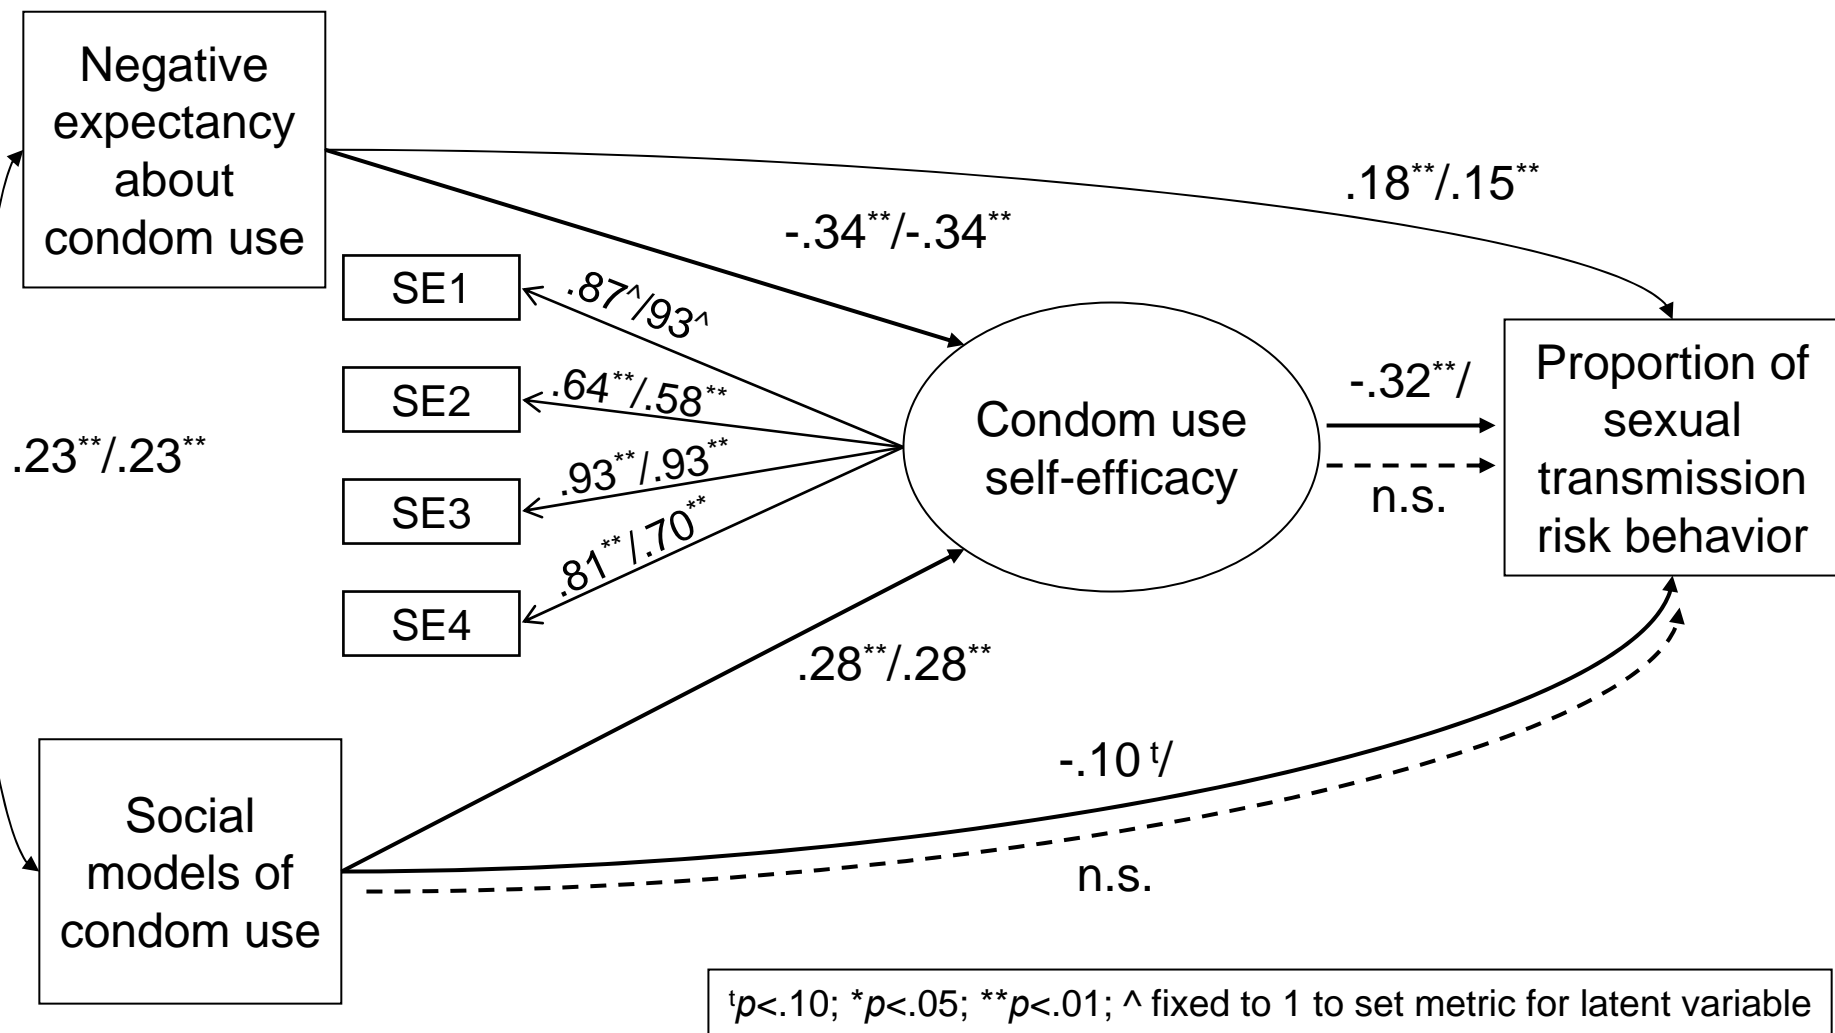 Negative
expectancy
about
condom use
.18**/.15**
-.34**/-.34**
SE1
.87^/93^
SE2
.64**/.58**
SE3
.93**/.93**
SE4
.81**/.70**
.23**/.23**
Condom use
self-efficacy
-.32**/
n.s.
Proportion of
sexual
transmission
risk behavior
.28**/.28**
-.10 t/
n.s.
Social
models of
condom use
tp<.10; *p<.05; **p<.01; ^ fixed to 1 to set metric for latent variable